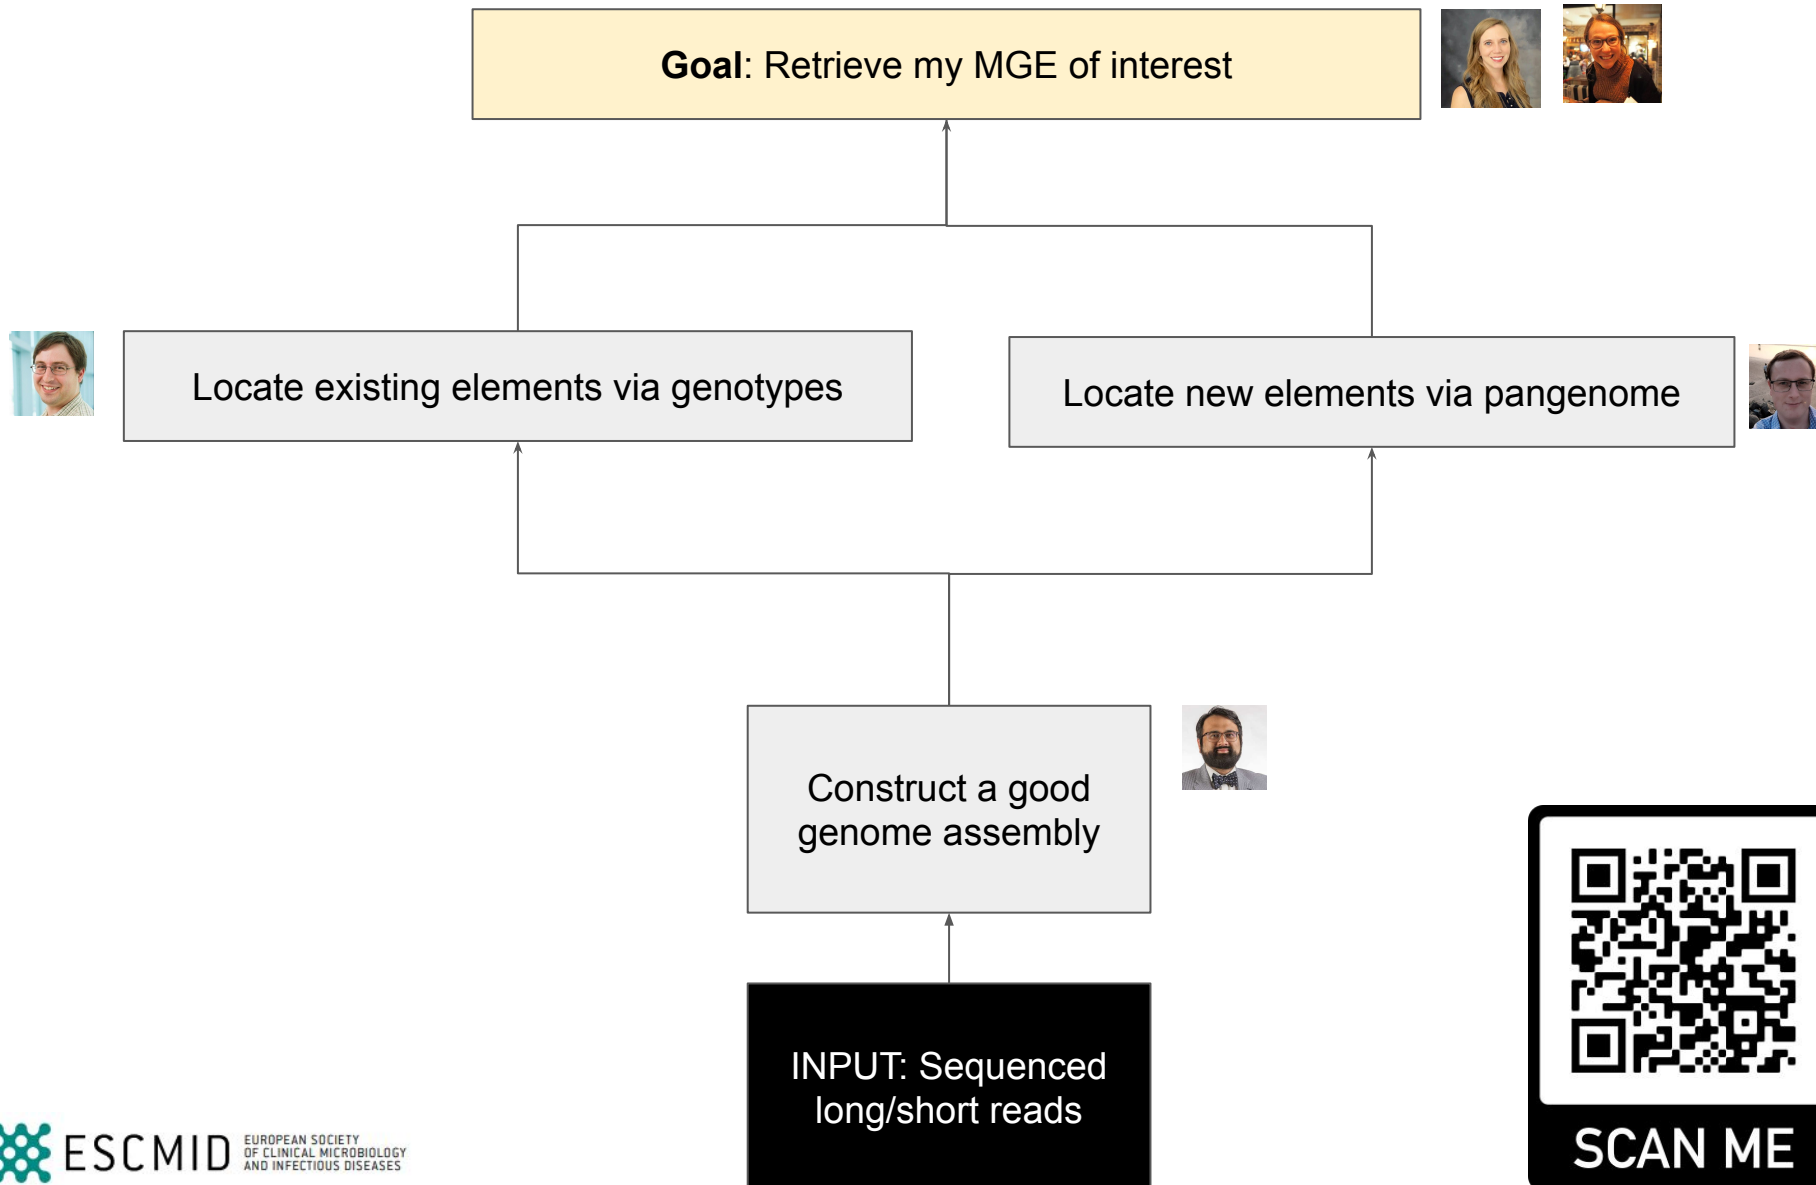 Goal: Retrieve my MGE of interest
Locate existing elements via genotypes
Locate new elements via pangenome
Construct a good
genome assembly
INPUT: Sequenced
long/short reads
ESCMID
EUROPEAN SOCIETY
OF CLINICAL MICROBIOLOGY
AND INFECTIOUS DISEASES
SCAN ME